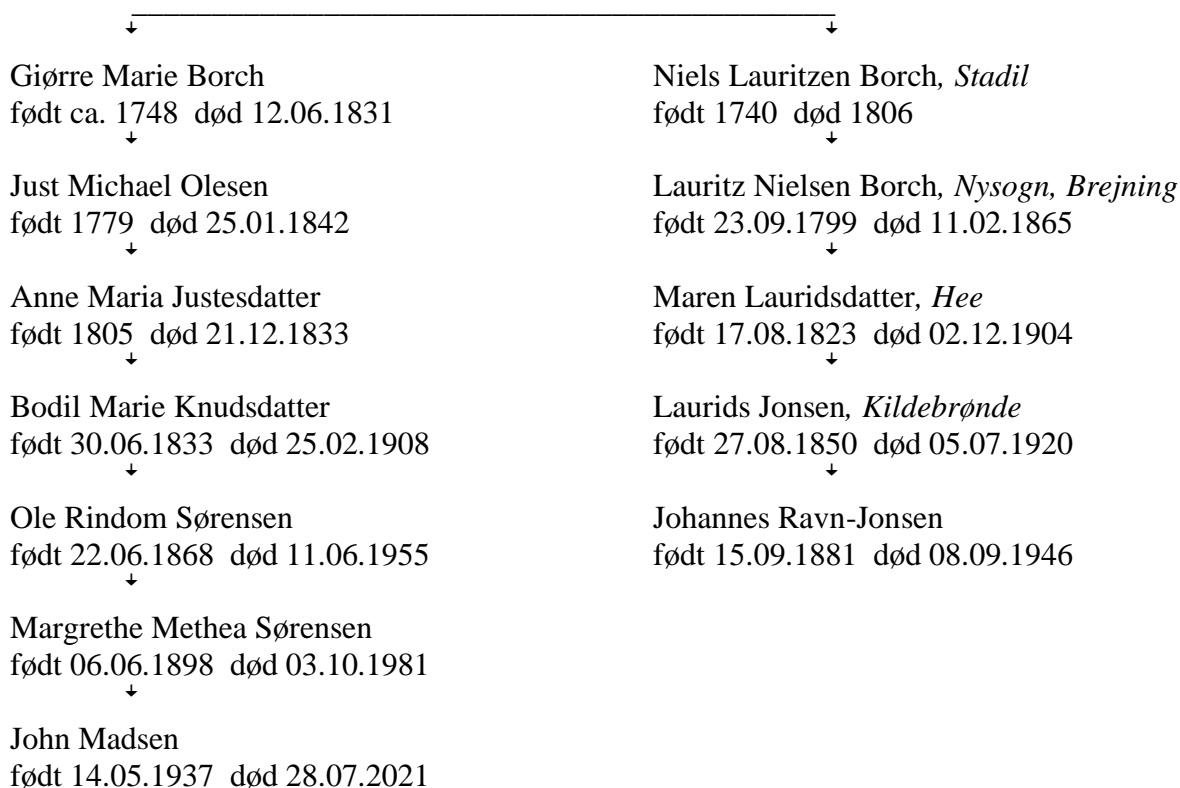 Giørre Marie Borch
født ca. 1748 død 12.06.1831
Just Michael Olesen
født 1779 død 25.01.1842
Anne Maria Justesdatter
født 1805 død 21.12.1833
Bodil Marie Knudsdatter
født 30.06.1833 død 25.02.1908
Ole Rindom Sørensen
født 22.06.1868 død 11.06.1955
Margrethe Methea Sørensen
født 06.06.1898 død 03.10.1981
John Madsen
født 14.05.1937 død 28.07.2021
Niels Lauritzen Borch, Stadil
født 1740 død 1806
Lauritz Nielsen Borch, Nysogn, Brejning
født 23.09.1799 død 11.02.1865
Maren Lauridsdatter, Hee
født 17.08.1823 død 02.12.1904
Laurids Jonsen, Kildebrønde
født 27.08.1850 død 05.07.1920
Johannes Ravn-Jonsen
født 15.09.1881 død 08.09.1946